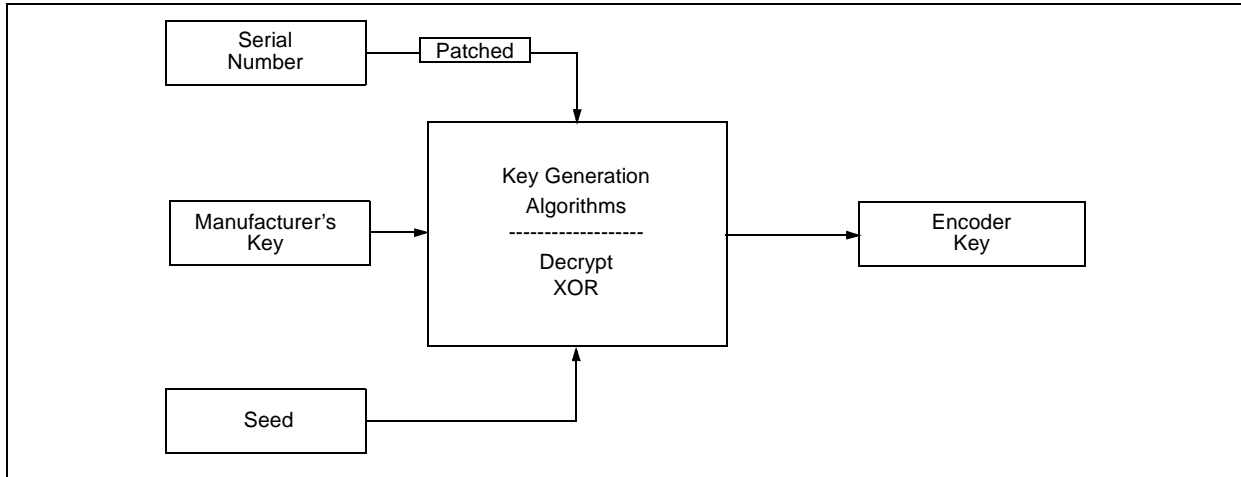 Serial
Number
Patched
Key Generation
Algorithms
-------------------
Decrypt
XOR
Manufacturer’s
Key
Encoder
Key
Seed